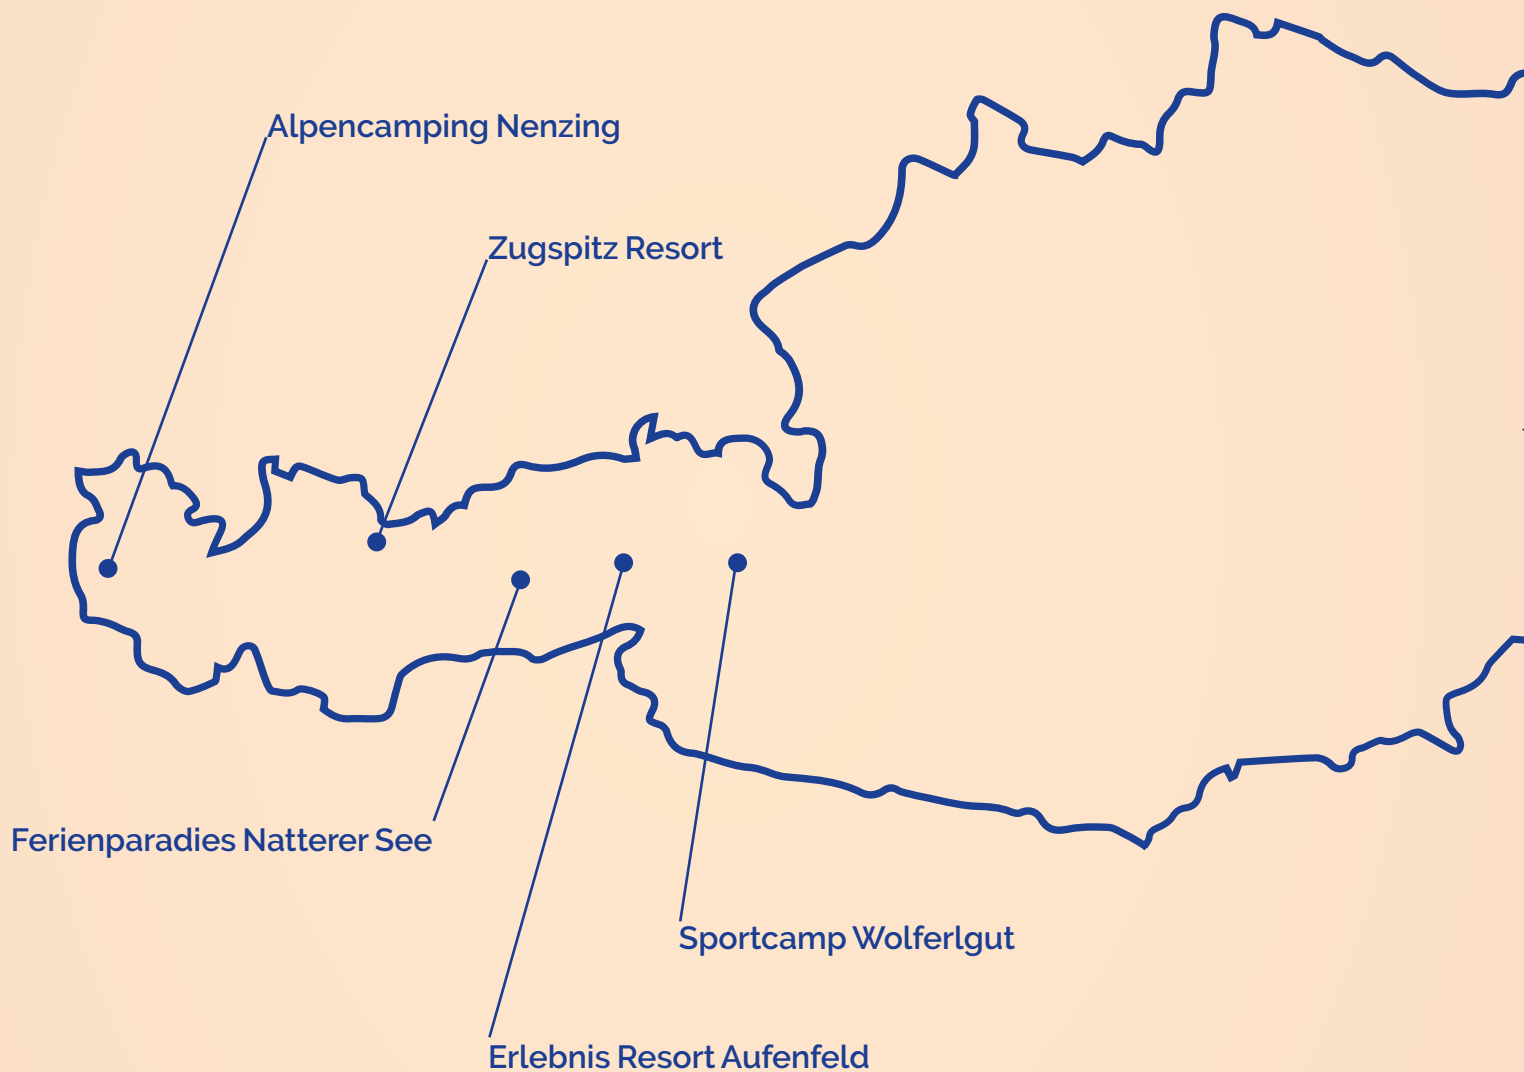 Alpencamping Nenzing
Zugspitz Resort
Ferienparadies Natterer See
Sportcamp Wolferlgut
Erlebnis Resort Aufenfeld